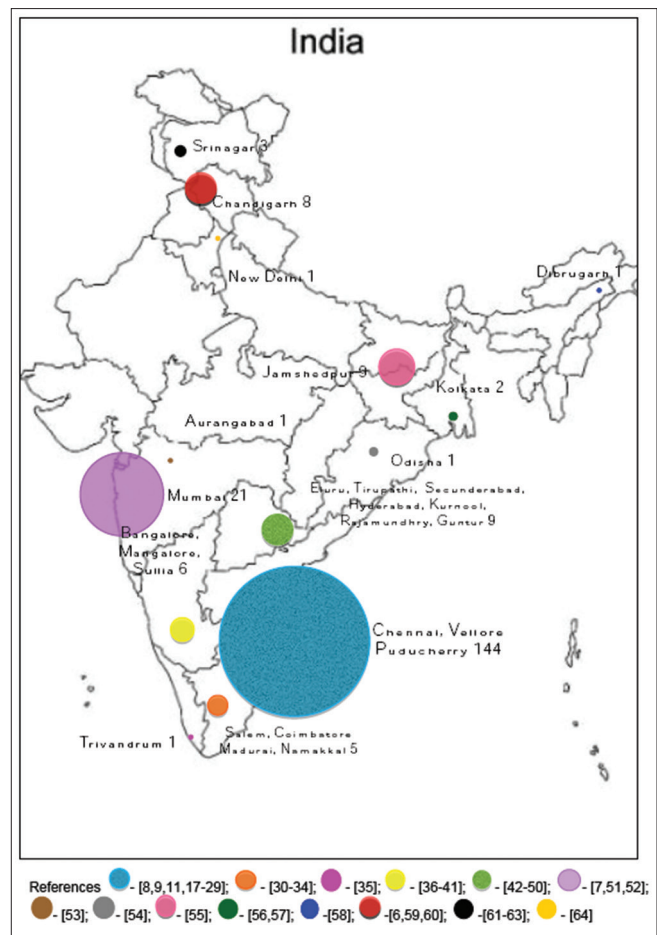 India
Srinagar 3
Chandigarh 8
New Delhi 1
Dibrugarh 1
Jamshedpur 9
Kolkata 2
Aurangabad 1
Odisha 1
Mumbai 21
Eluru, Tirupathi, Secunderabad,
Hyderabad, Kurnool,
Rajamundhry, Guntur 9
Bangalore,
Mangalore,
Sullia 6
Chennai, Vellore
Puducherry 144
Salem, Coimbatore
Madurai, Namakkal 5
Trivandrum 1
References - [8,9,11,17-29]; - [30-34]; - [35]; - [36-41]; - [42-50]; - [7,51,52];
- [53]; - [54]; - [55]; - [56,57]; - [58]; - [6,59,60]; - [61-63]; - [64]